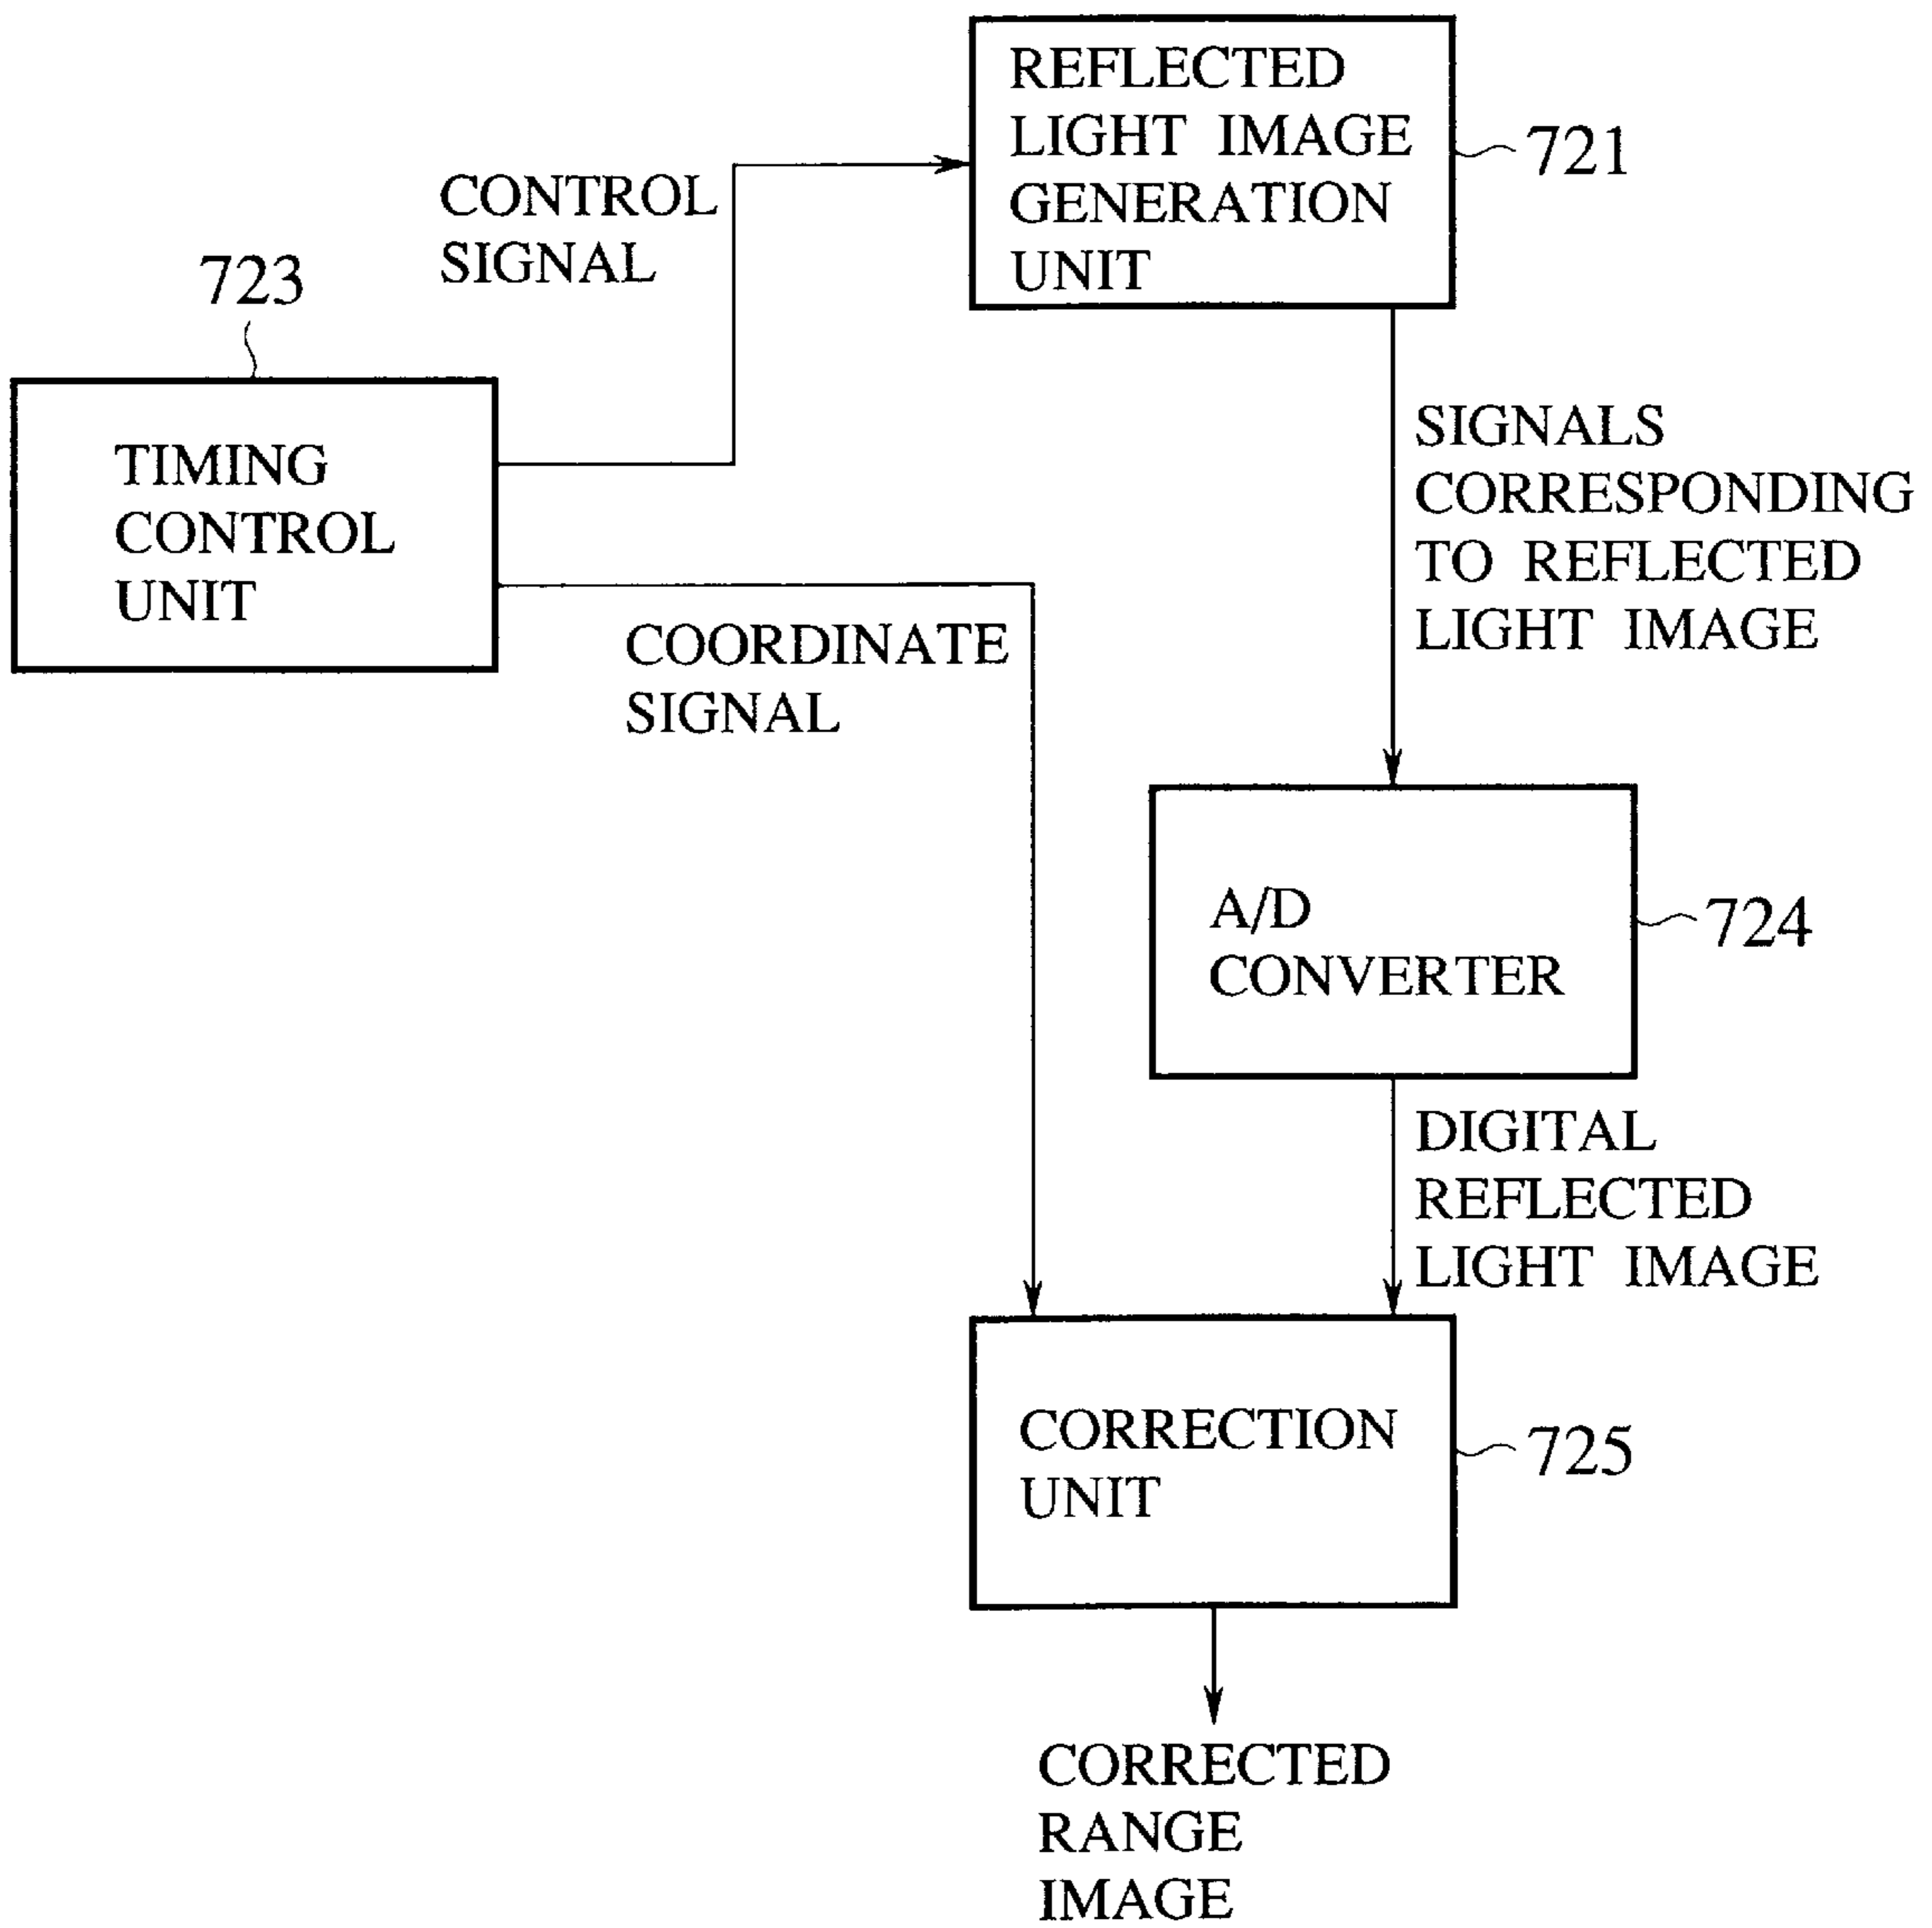 REFLECTED
LIGHT IMAGE
GENERATION
UNIT
721
CONTROL
SIGNAL
723
TIMING
CONTROL
UNIT
SIGNALS
CORRESPONDING
TO REFLECTED
LIGHT IMAGE
COORDINATE
SIGNAL
A/D
CONVERTER
724
DIGITAL
REFLECTED
LIGHT IMAGE
CORRECTION
UNIT
725
CORRECTED
RANGE
IMAGE